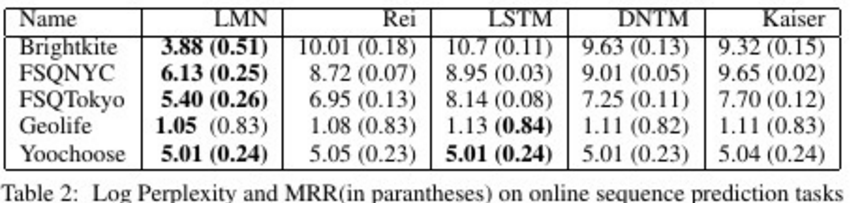 Name LMN Rei LSTM DNTM Kaiser
Brightkite 3.88 (0.51) 10.01 (0.18) 10.7 (0.11) 9.63 (0.13) 9.32 (0.15)
FSQNYC 6.13 (0.25) 8.72 (0.07) 8.95 (0.03) 9.01 (0.05) 9.65 (0.02)
FSQTokyo 5.40 (0.26) 6.95 (0.13) 8.14 (0.08) 7.25 (0.11) 7.70 (0.12)
Geolife 1.05 (0.83) 1.08 (0.83) 1.13 (0.84) 1.11 (0.82) 1.11 (0.83)
Yoochoose 5.01 (0.24) 5.05 (0.23) 5.01 (0.24) 5.01 (0.23) 5.04 (0.24)
Table 2: Log Perplexity and MRR(in parantheses) on online sequence prediction tasks